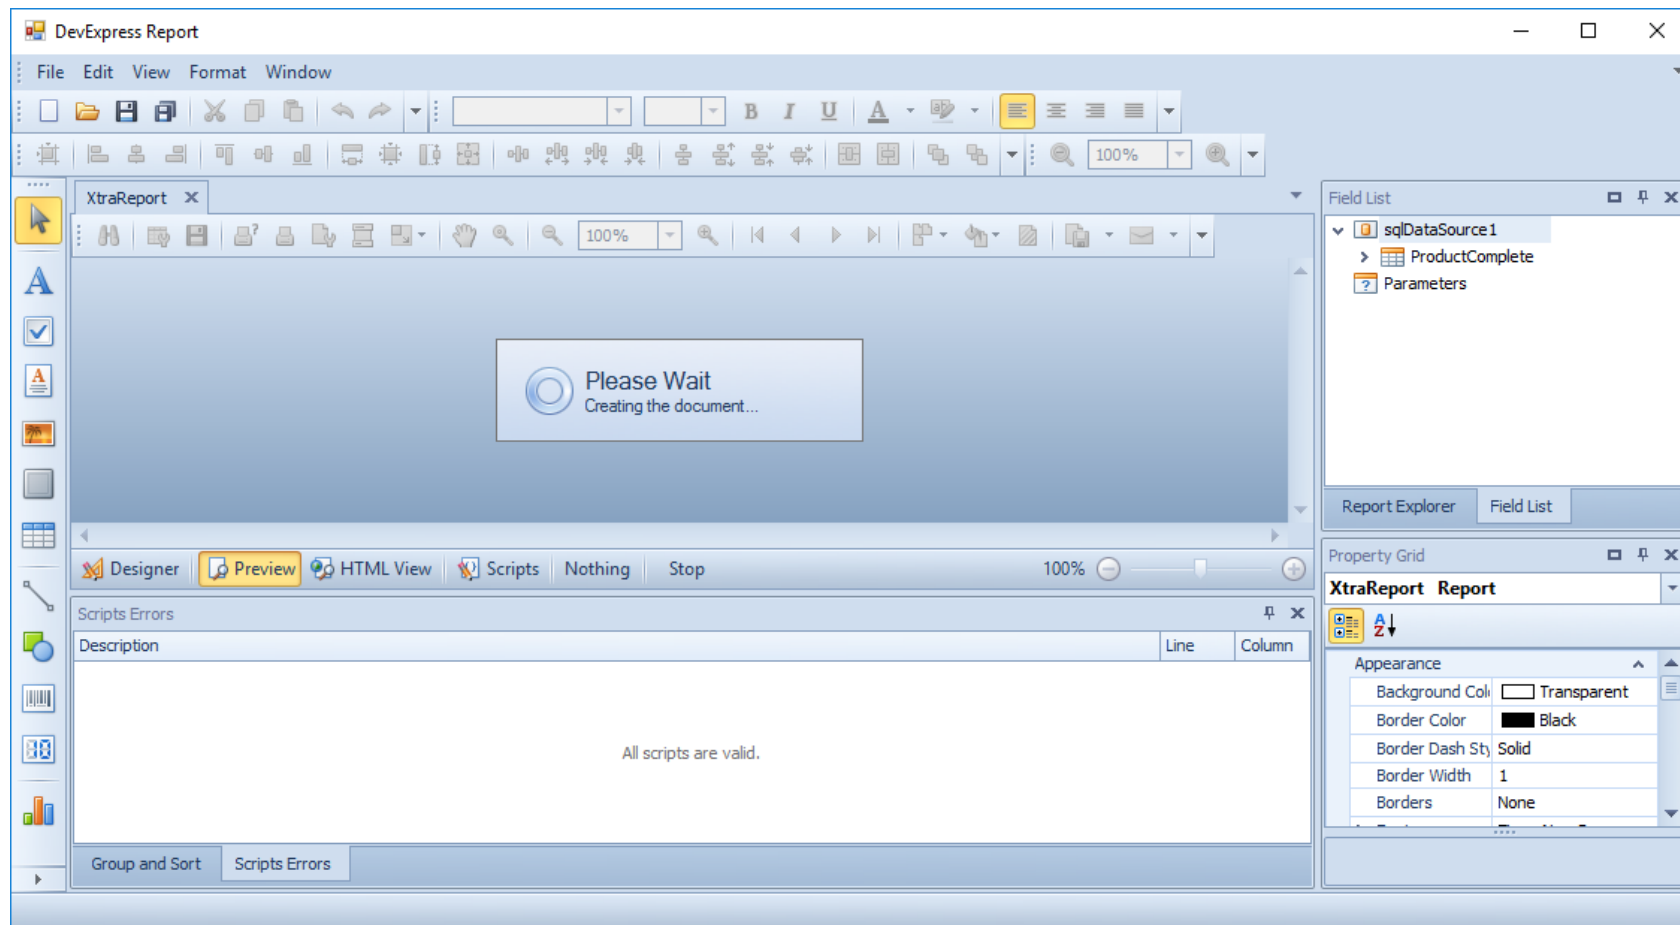 DevExpress Report
File Edit View Format Window
B I U A ab
100%
XtraReport
100%
Please Wait
Creating the document...
Designer Preview HTML View Scripts Nothing Stop 100%
Scripts Errors
Description Line Column
All scripts are valid.
Group and Sort Scripts Errors
Field List
sqlDataSource1
ProductComplete
Parameters
Report Explorer Field List
Property Grid
XtraReport Report
Appearance
Background Col Transparent
Border Color Black
Border Dash Sty Solid
Border Width 1
Borders None